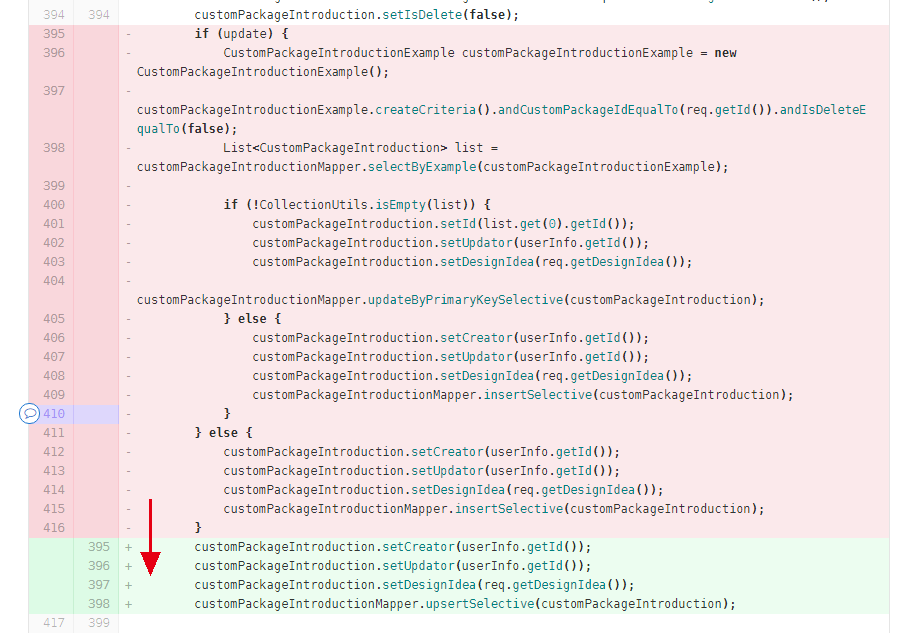 394 394 customPackageIntroduction.setIsDelete(false);
395 - if (update) {
396 - CustomPackageIntroductionExample customPackageIntroductionExample = new
CustomPackageIntroductionExample();
397 -
customPackageIntroductionExample.createCriteria().andCustomPackageIdEqualTo(req.getId()).andIsDeleteE
qualTo(false);
398 - List<CustomPackageIntroduction> list =
customPackageIntroductionMapper.selectByExample(customPackageIntroductionExample);
399 -
400 - if (!CollectionUtils.isEmpty(list)) {
401 - customPackageIntroduction.setId(list.get(0).getId());
402 - customPackageIntroduction.setUpdator(userInfo.getId());
403 - customPackageIntroduction.setDesignIdea(req.getDesignIdea());
404 -
customPackageIntroductionMapper.updateByPrimaryKeySelective(customPackageIntroduction);
405 - } else {
406 - customPackageIntroduction.setCreator(userInfo.getId());
407 - customPackageIntroduction.setUpdator(userInfo.getId());
408 - customPackageIntroduction.setDesignIdea(req.getDesignIdea());
409 - customPackageIntroductionMapper.insertSelective(customPackageIntroduction);
410 - }
411 - } else {
412 - customPackageIntroduction.setCreator(userInfo.getId());
413 - customPackageIntroduction.setUpdator(userInfo.getId());
414 - customPackageIntroduction.setDesignIdea(req.getDesignIdea());
415 - customPackageIntroductionMapper.insertSelective(customPackageIntroduction);
416 - }
395 + customPackageIntroduction.setCreator(userInfo.getId());
396 + customPackageIntroduction.setUpdator(userInfo.getId());
397 + customPackageIntroduction.setDesignIdea(req.getDesignIdea());
398 + customPackageIntroductionMapper.upsertSelective(customPackageIntroduction);
417 399